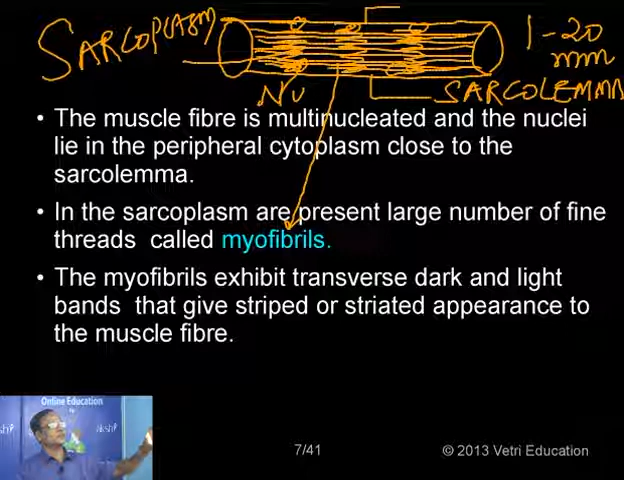 SARCOPLASM
1-20
mm
NU
SARCOLEMMA
• The muscle fibre is multinucleated and the nuclei
lie in the peripheral cytoplasm close to the
sarcolemma.
• In the sarcoplasm are present large number of fine
threads called myofibrils.
• The myofibrils exhibit transverse dark and light
bands that give striped or striated appearance to
the muscle fibre.
Online Education
7/41
© 2013 Vetri Education